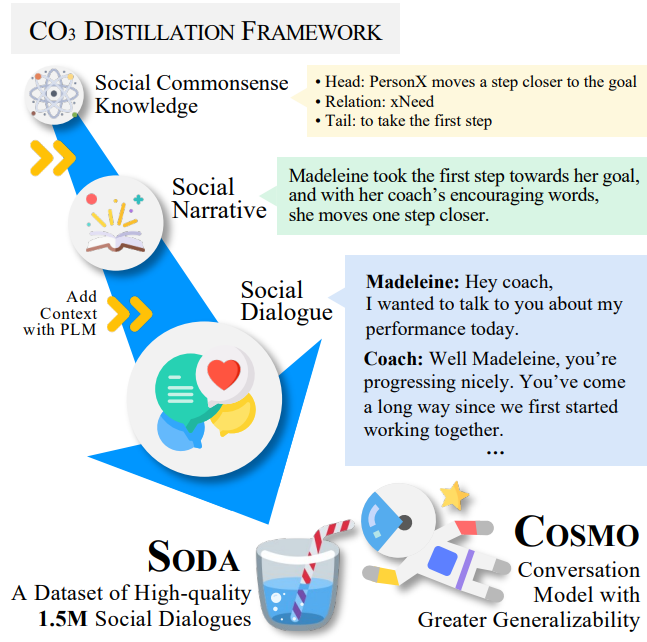 CO3 DISTILLATION FRAMEWORK
Social Commonsense
Knowledge
• Head: PersonX moves a step closer to the goal
• Relation: xNeed
• Tail: to take the first step
Social
Narrative
Madeleine took the first step towards her goal,
and with her coach's encouraging words,
she moves one step closer.
Add
Context
with PLM
Social
Dialogue
Madeleine: Hey coach,
I wanted to talk to you about my
performance today.
Coach: Well Madeleine, you're
progressing nicely. You've come
a long way since we first started
working together.
...
SODA
A Dataset of High-quality
1.5M Social Dialogues
COSMO
Conversation
Model with
Greater Generalizability